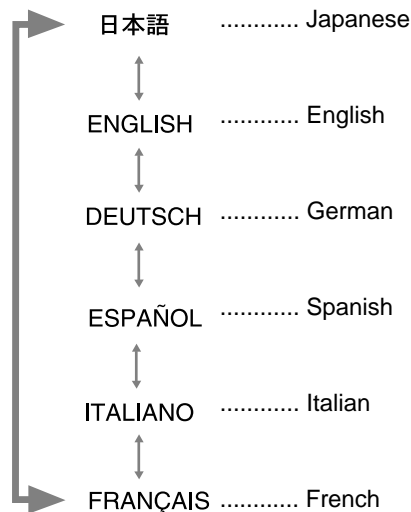 日本語 ............ Japanese
ENGLISH ............ English
DEUTSCH ............ German
ESPAÑOL ............ Spanish
ITALIANO ............ Italian
FRANÇAIS ............ French